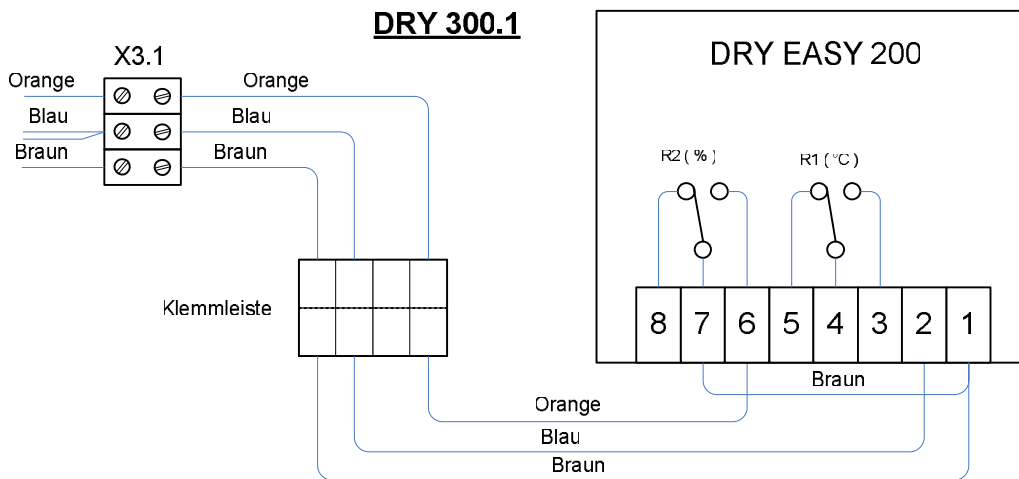 DRY 300.1
X3.1
Orange
Orange
Blau
Blau
Braun
Braun
Klemmleiste
DRY EASY 200
R2 ( % )
R1 ( °C )
8 7 6 5 4 3 2 1
Braun
Orange
Blau
Braun